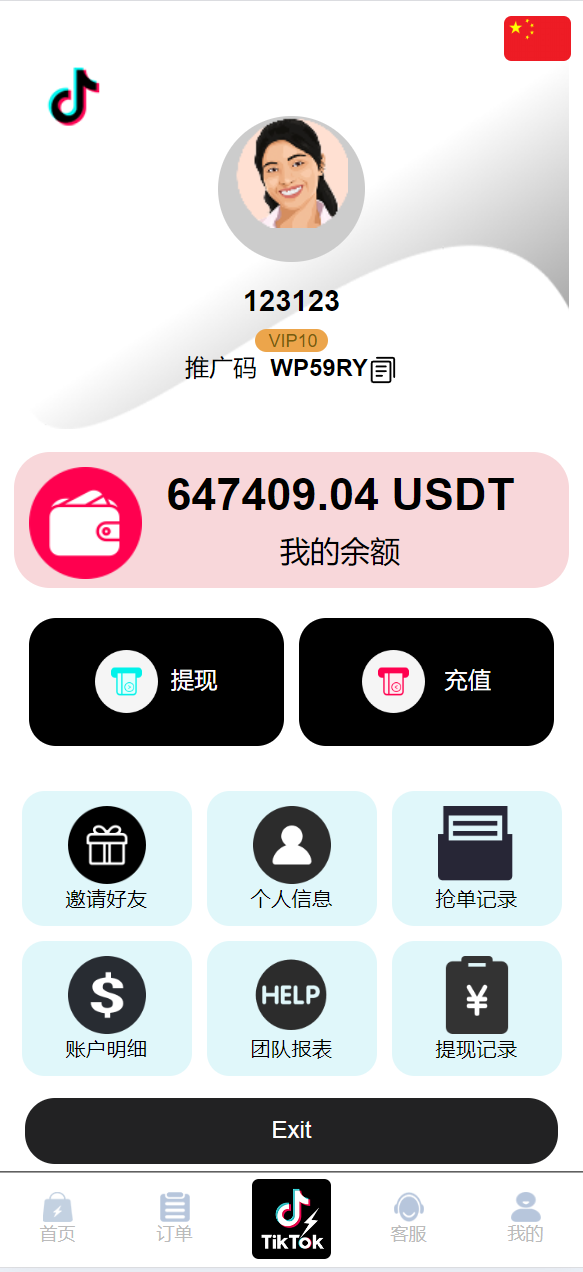 123123
VIP10
推广码 WP59RY
647409.04 USDT
我的余额
提现
充值
邀请好友
个人信息
抢单记录
$
HELP
¥
账户明细
团队报表
提现记录
Exit
TikTok
首页
订单
客服
我的